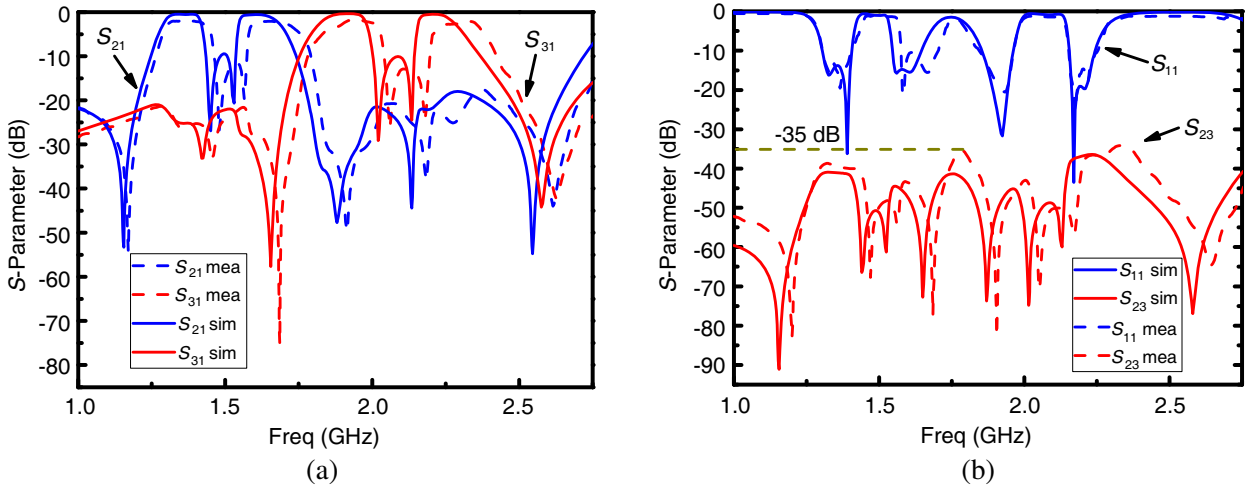 0
-10
-20
-30
-40
-50
-60
-70
-80
S-Parameter (dB)
S21
S31
S21 mea
S31 mea
S21 sim
S31 sim
1.0 1.5 2.0 2.5
Freq (GHz)
(a)
0
-10
-20
-30
-40
-50
-60
-70
-80
-90
S-Parameter (dB)
S11
-35 dB
S23
S11 sim
S23 sim
S11 mea
S23 mea
1.0 1.5 2.0 2.5
Freq (GHz)
(b)